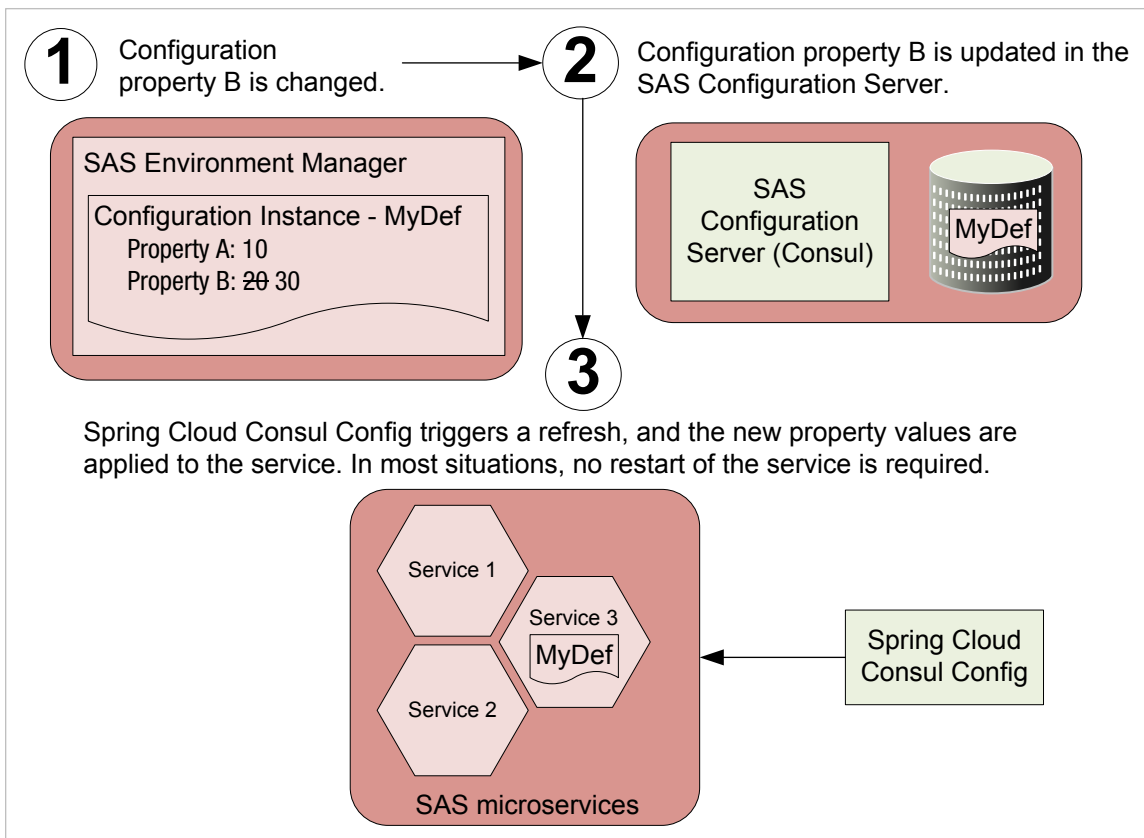 1
Configuration
property B is changed.
2
Configuration property B is updated in the
SAS Configuration Server.
SAS Environment Manager
Configuration Instance - MyDef
Property A: 10
Property B: 20 30
SAS
Configuration
Server (Consul)
MyDef
3
Spring Cloud Consul Config triggers a refresh, and the new property values are
applied to the service. In most situations, no restart of the service is required.
Service 1
Service 3
MyDef
Service 2
SAS microservices
Spring Cloud
Consul Config